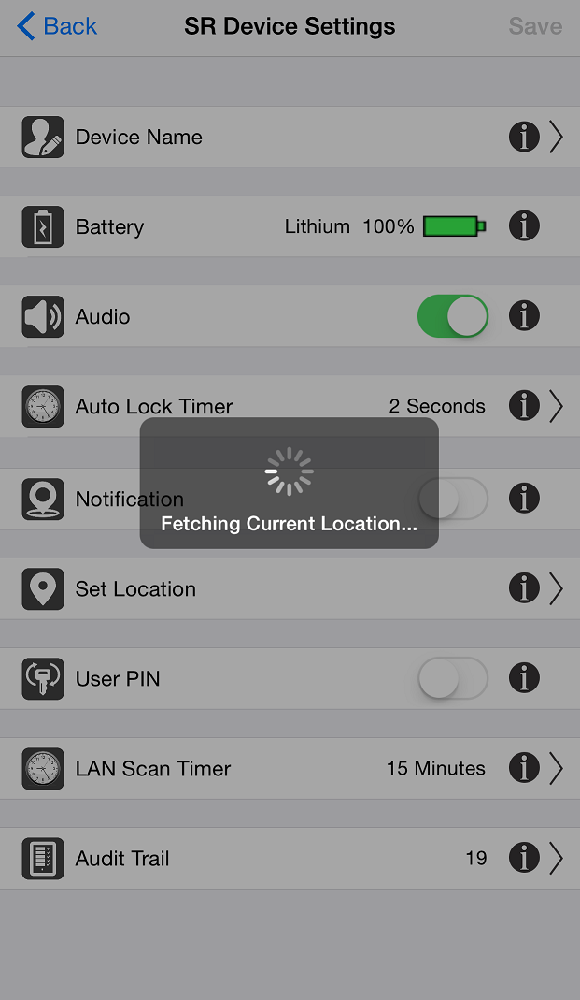 Back SR Device Settings Save
Device Name
Battery Lithium 100%
Audio
Auto Lock Timer 2 Seconds
Notification
Fetching Current Location...
Set Location
User PIN
LAN Scan Timer 15 Minutes
Audit Trail 19